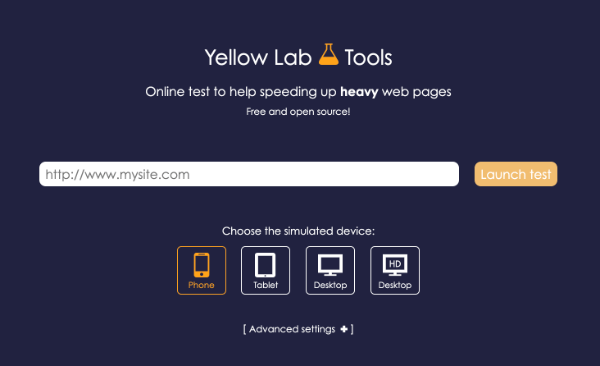 Yellow Lab Tools
Online test to help speeding up heavy web pages
Free and open source!
http://www.mysite.com
Launch test
Choose the simulated device:
Phone
Tablet
Desktop
HD
Desktop
[ Advanced settings + ]